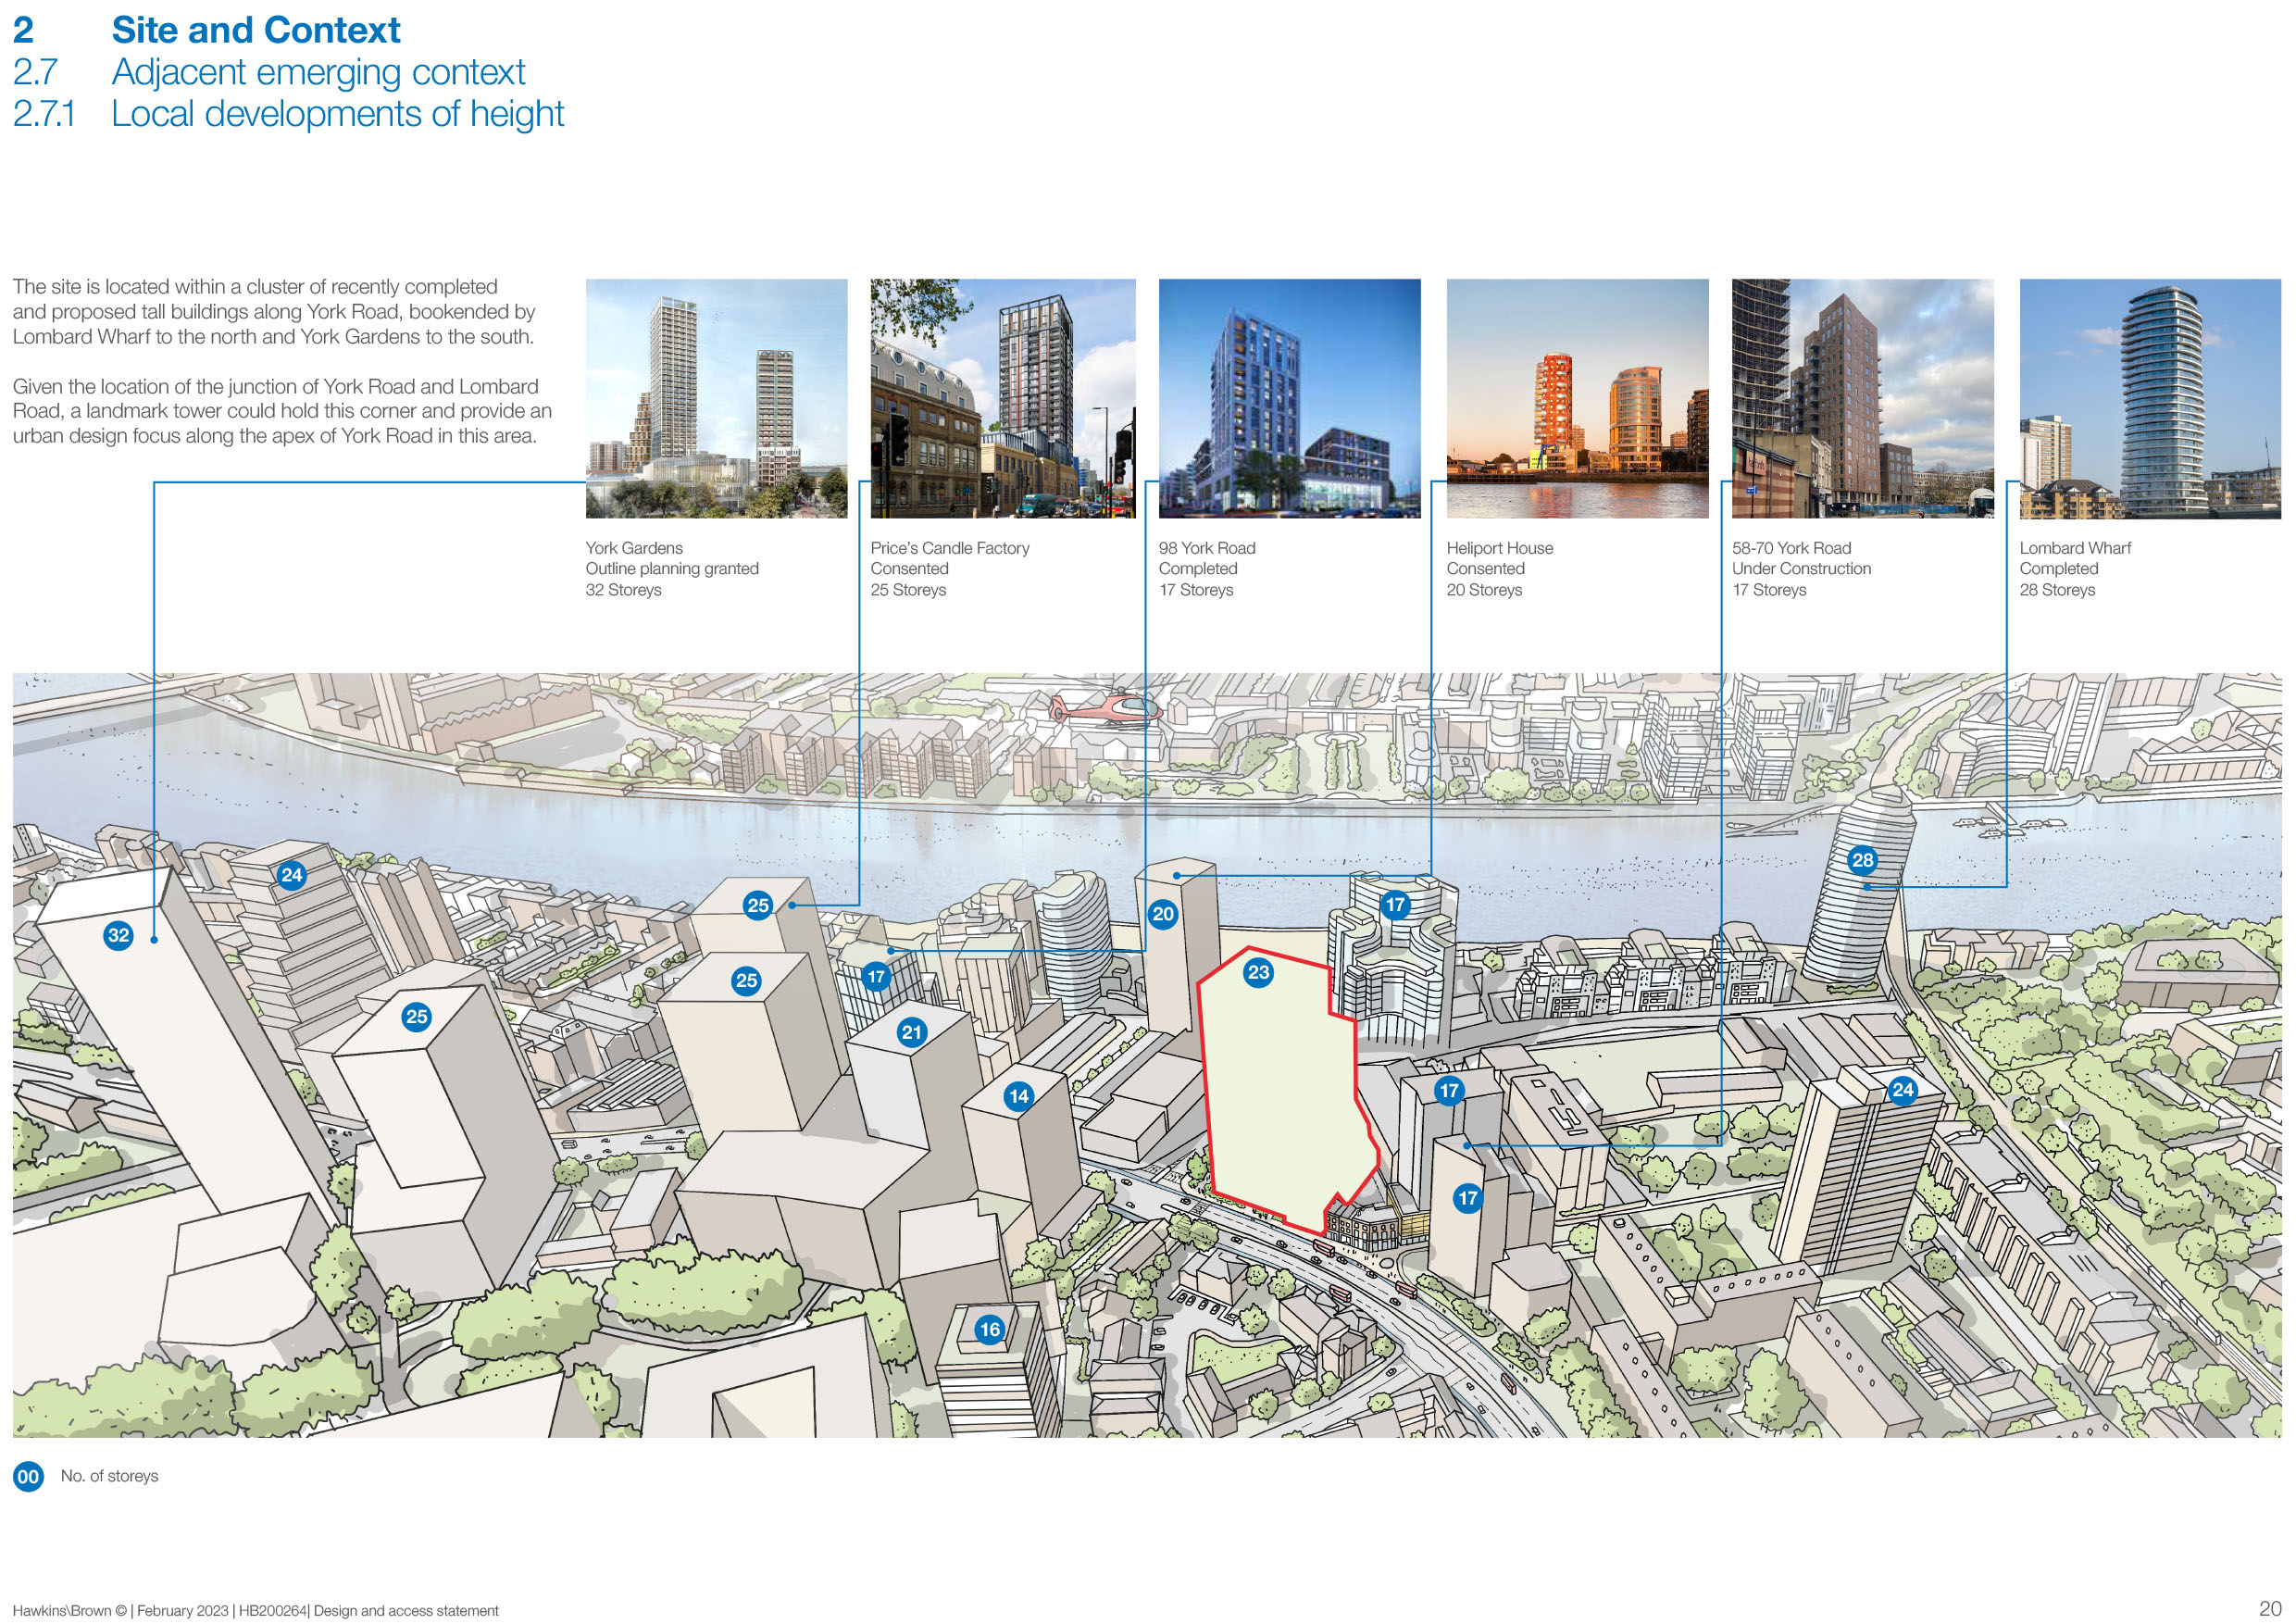 2 Site and Context
2.7 Adjacent emerging context
2.7.1 Local developments of height
The site is located within a cluster of recently completed
and proposed tall buildings along York Road, bookended by
Lombard Wharf to the north and York Gardens to the south.
Given the location of the junction of York Road and Lombard
Road, a landmark tower could hold this corner and provide an
urban design focus along the apex of York Road in this area.
York Gardens
Outline planning granted
32 Storeys
Price's Candle Factory
Consented
25 Storeys
98 York Road
Completed
17 Storeys
Heliport House
Consented
20 Storeys
58-70 York Road
Under Construction
17 Storeys
Lombard Wharf
Completed
28 Storeys
32
24
25
25
25
17
21
14
16
20
23
17
17
17
28
24
00 No. of storeys
Hawkins\Brown © | February 2023 | HB200264| Design and access statement
20